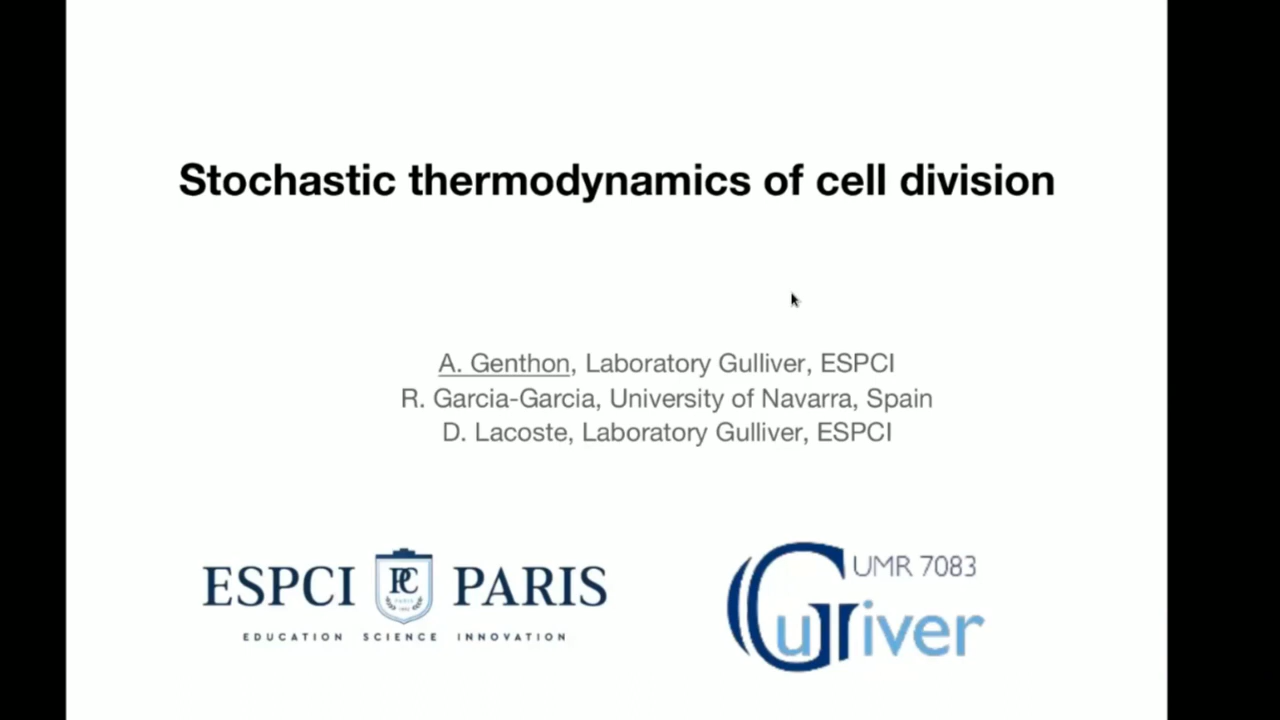 Stochastic thermodynamics of cell division
A. Genthon, Laboratory Gulliver, ESPCI
R. Garcia-Garcia, University of Navarra, Spain
D. Lacoste, Laboratory Gulliver, ESPCI
ESPCI PC PARIS
EDUCATION SCIENCE INNOVATION
UMR 7083
Gulliver